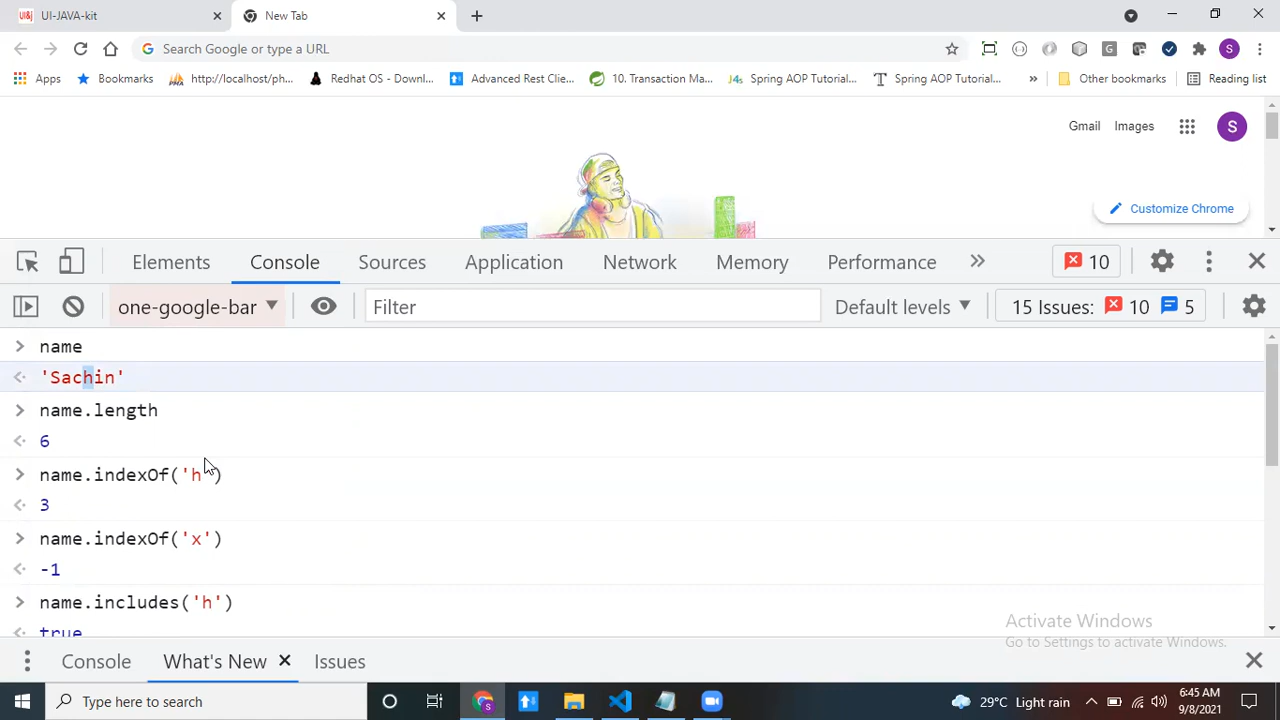 UI-JAVA-kit
New Tab
Search Google or type a URL
Apps
Bookmarks
http://localhost/ph...
Redhat OS - Downl...
Advanced Rest Clie...
10. Transaction Ma...
Spring AOP Tutorial...
Spring AOP Tutorial...
Other bookmarks
Reading list
Gmail
Images
S
Customize Chrome
Elements
Console
Sources
Application
Network
Memory
Performance
10
one-google-bar
Filter
Default levels
15 Issues: 10 5
name
'Sachin'
name.length
6
name.indexOf('h')
3
name.indexOf('x')
-1
name.includes('h')
true
Activate Windows
Go to Settings to activate Windows.
Console
What's New
Issues
Type here to search
29°C Light rain
6:45 AM
9/8/2021